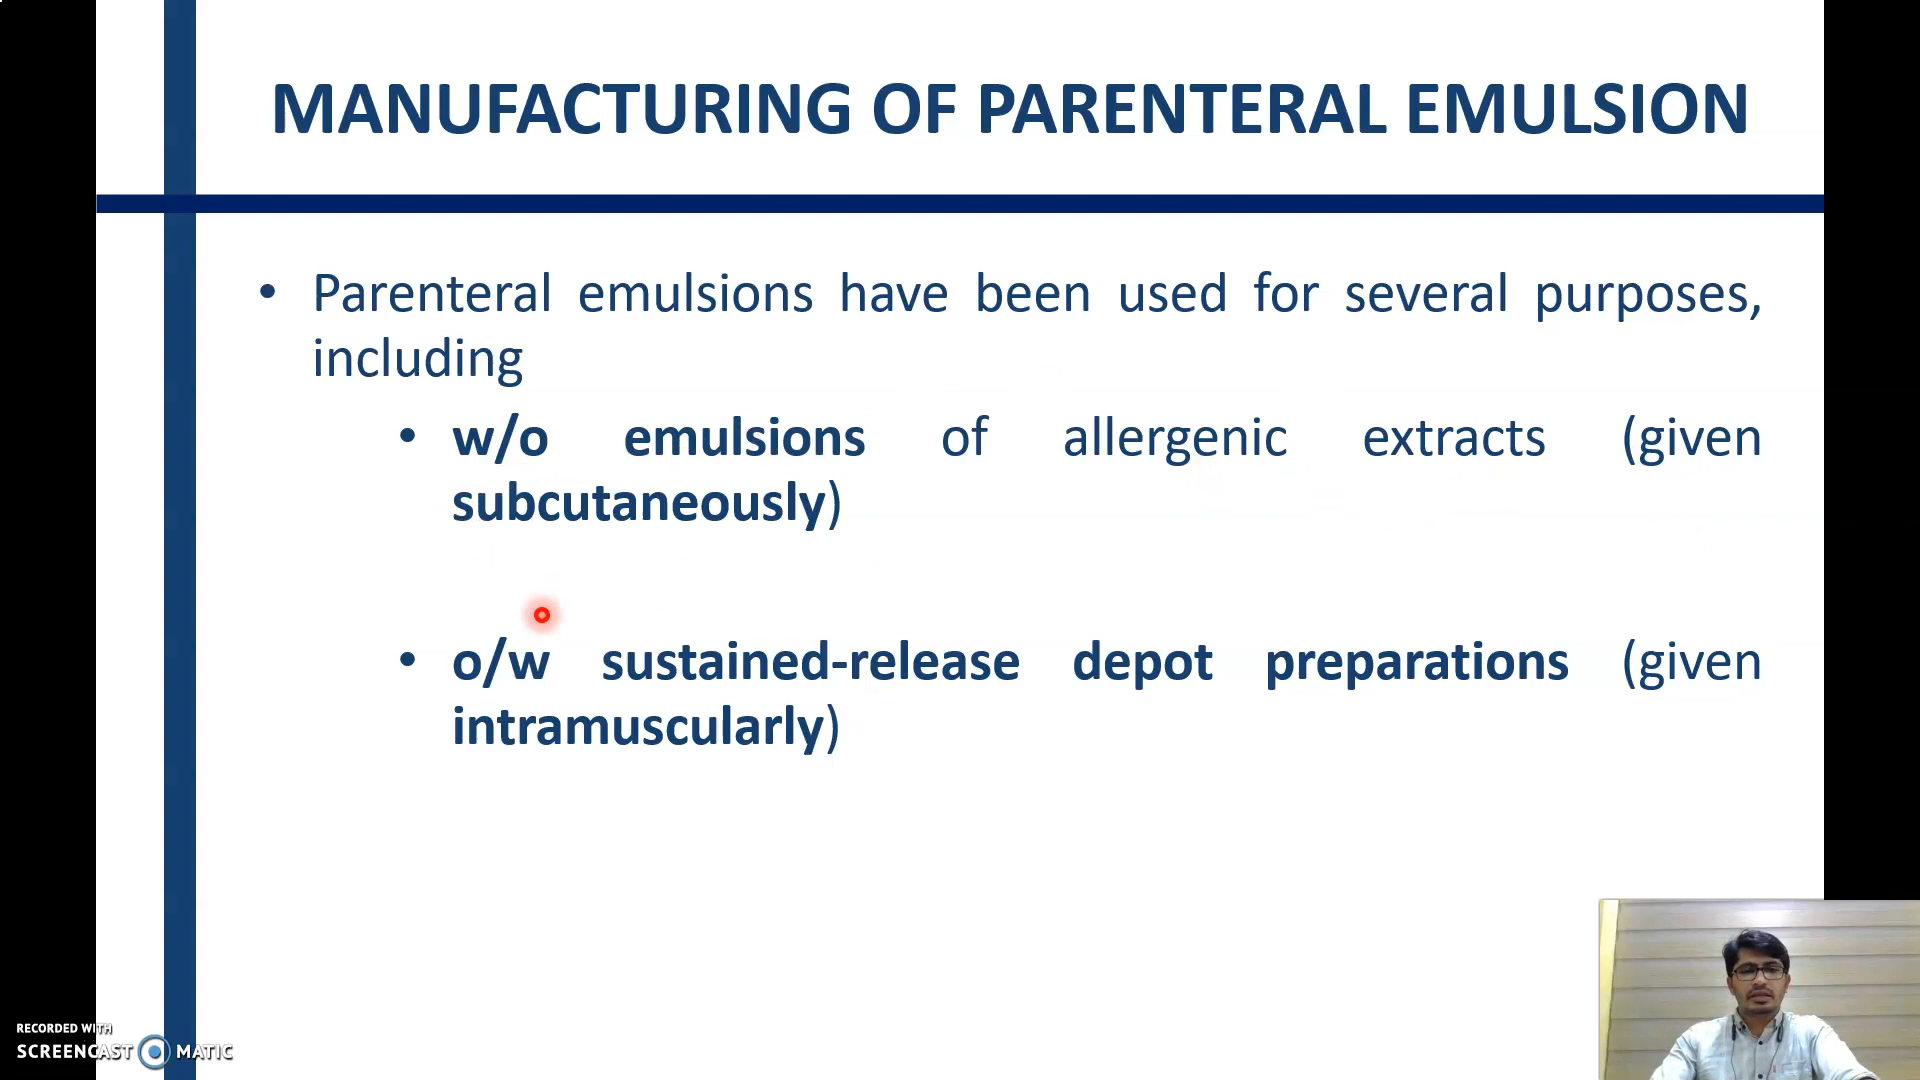 MANUFACTURING OF PARENTERAL EMULSION
• Parenteral emulsions have been used for several purposes,
including
• w/o emulsions of allergenic extracts (given
subcutaneously)
• o/w sustained-release depot preparations (given
intramuscularly)
RECORDED WITH
SCREENCAST MATIC